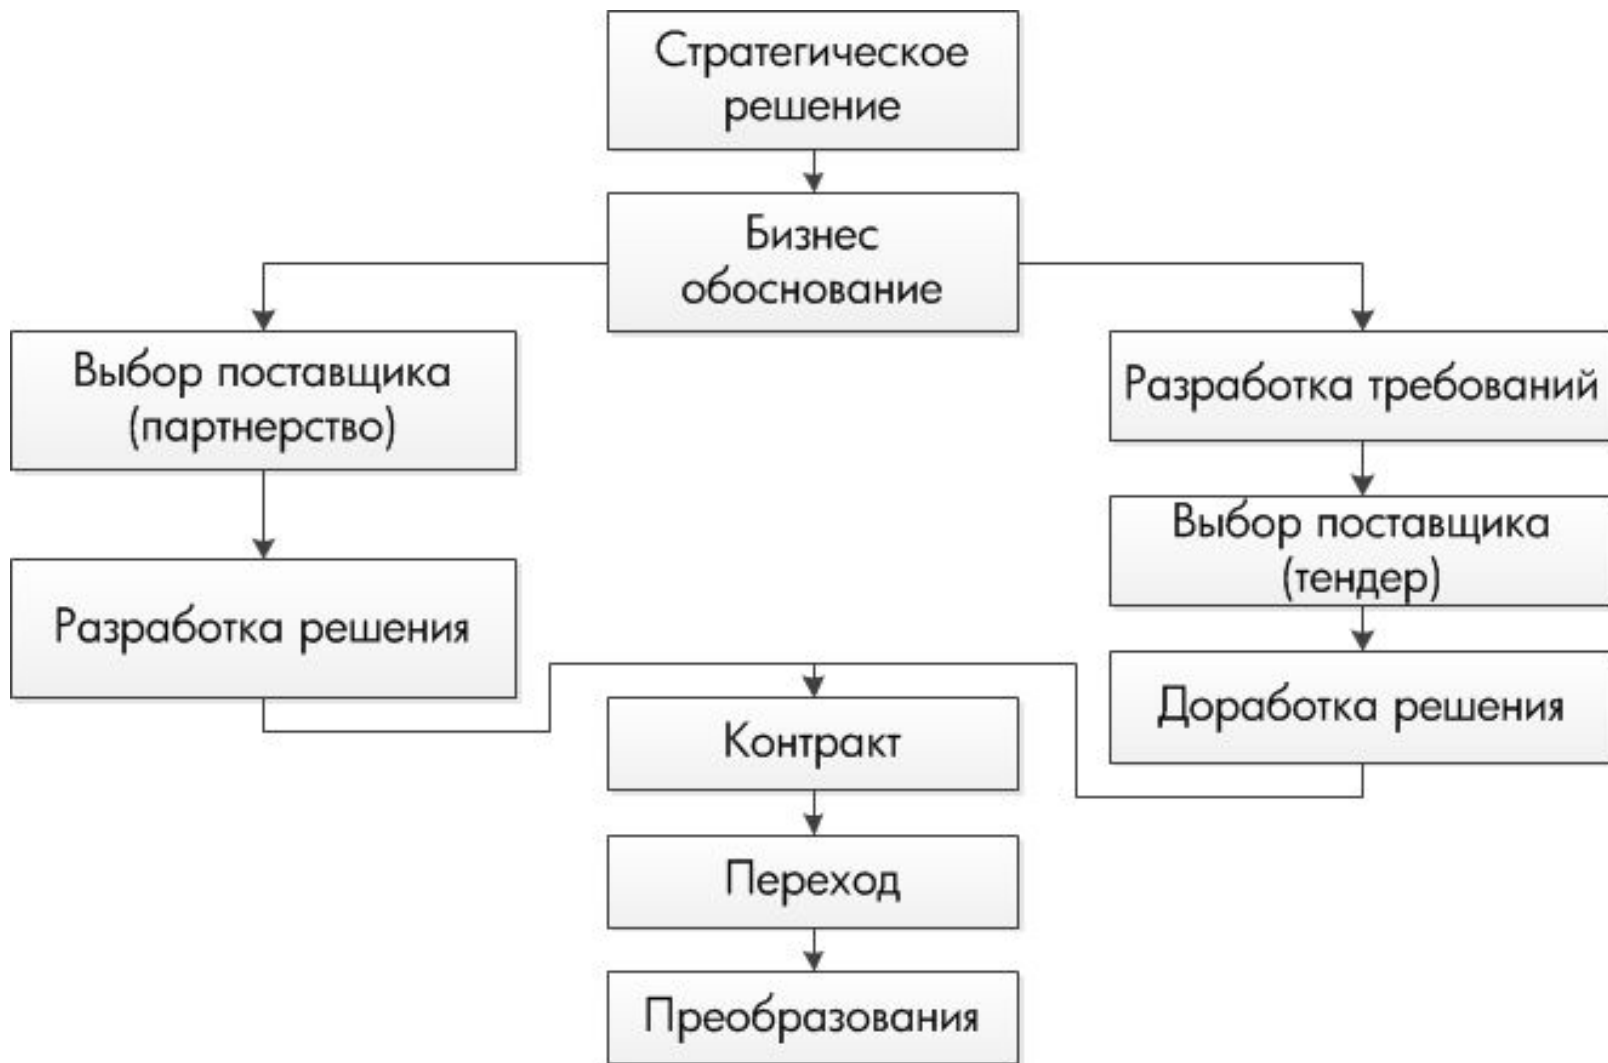 Стратегическое
решение
Бизнес
обоснование
Выбор поставщика
(партнерство)
Разработка решения
Разработка требований
Выбор поставщика
(тендер)
Доработка решения
Контракт
Переход
Преобразования